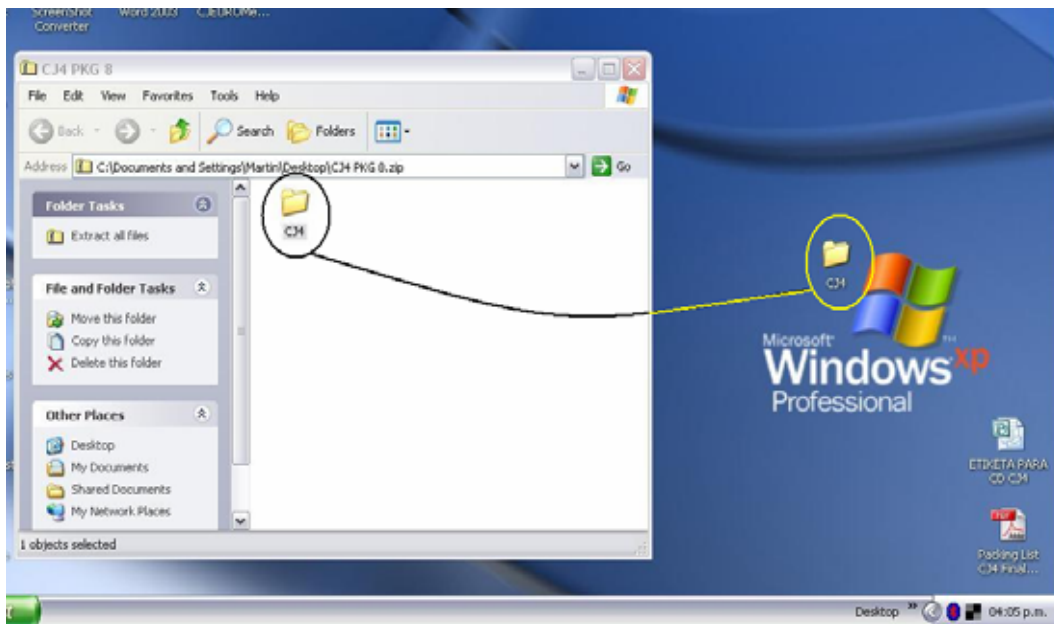 ScreenShot
Converter
Word 2003
CJEUROMe...
CJ4 PKG 8
File Edit View Favorites Tools Help
Back Search Folders
Address C:\Documents and Settings\Martin\Desktop\CJ4 PKG 8.zip Go
Folder Tasks
Extract all files
File and Folder Tasks
Move this folder
Copy this folder
Delete this folder
Other Places
Desktop
My Documents
Shared Documents
My Network Places
CJ4
1 objects selected
CJ4
Microsoft
Windows xp
Professional
ETIKETA PARA
CD CJ4
Packing List
CJ4 Final...
Desktop » 04:05 p.m.